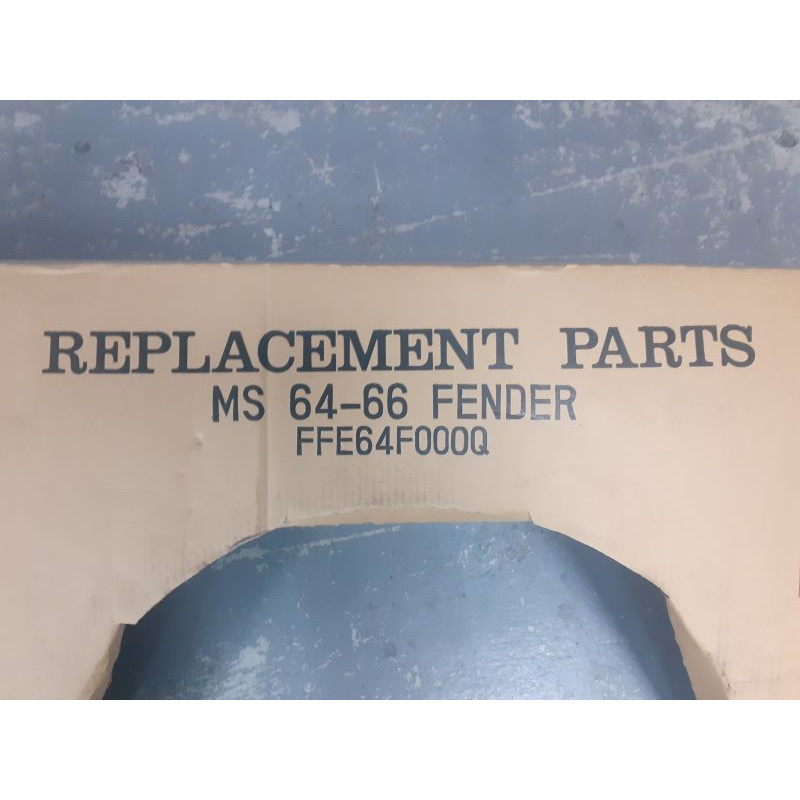 REPLACEMENT PARTS
MS 64-66 FENDER
FFE64F000Q